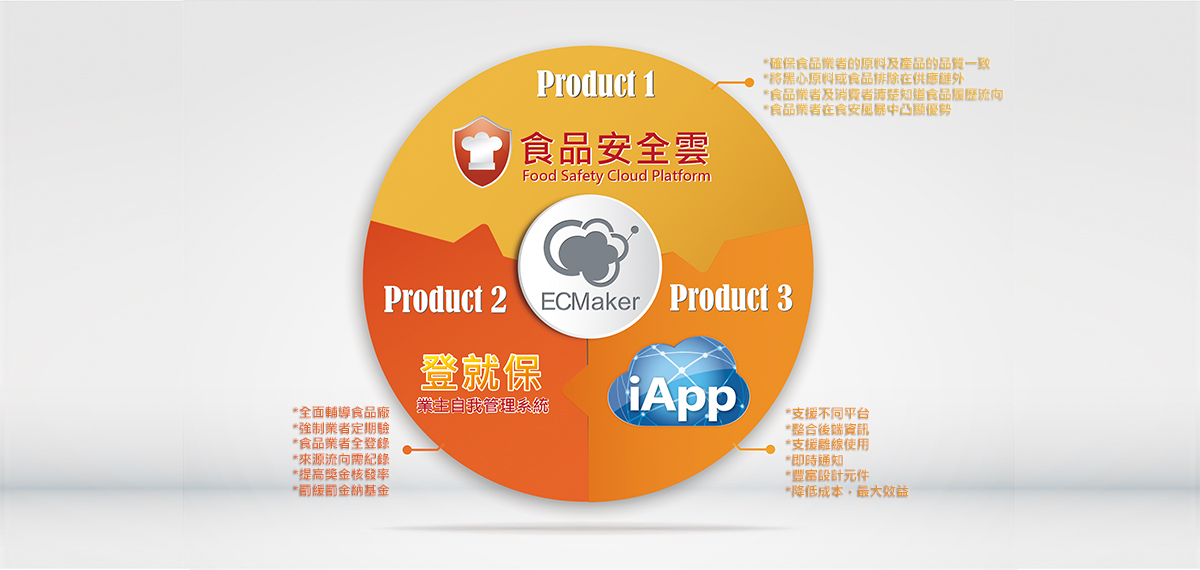 Product 1
食品安全雲
Food Safety Cloud Platform
*確保食品業者的原料及產品的品質一致
*將黑心原料或食品排除在供應鏈外
*食品業者及消費者清楚知道食品履歷流向
*食品業者在食安風暴中凸顯優勢
ECMaker
Product 2
登就保
業主自我管理系統
*全面輔導食品廠
*強制業者定期驗
*食品業者全登錄
*來源流向需紀錄
*提高獎金核發率
*罰緩罰金納基金
Product 3
iApp
*支援不同平台
*整合後端資訊
*支援離線使用
*即時通知
*豐富設計元件
*降低成本，最大效益